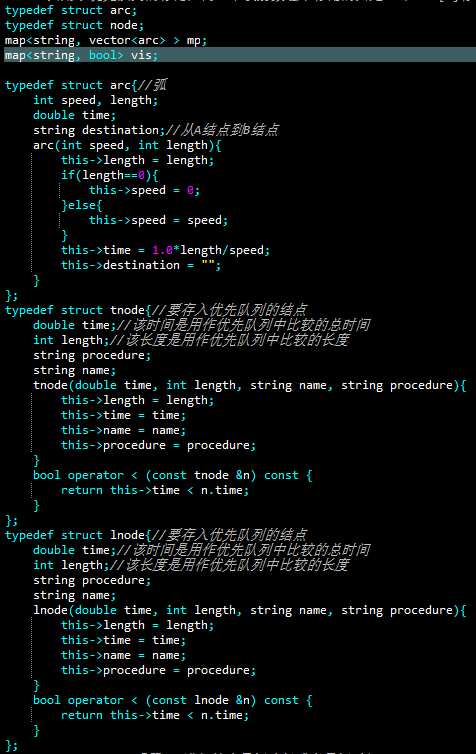 typedef struct arc;
typedef struct node;
map<string, vector<arc> > mp;
map<string, bool> vis;
typedef struct arc{//弧
    int speed, length;
    double time;
    string destination;//从A结点到B结点
    arc(int speed, int length){
        this->length = length;
        if(length==0){
            this->speed = 0;
        }else{
            this->speed = speed;
        }
        this->time = 1.0*length/speed;
        this->destination = "";
    }
};
typedef struct tnode{//要存入优先队列的结点
    double time;//该时间是用作优先队列中比较的总时间
    int length;//该长度是用作优先队列中比较的长度
    string procedure;
    string name;
    tnode(double time, int length, string name, string procedure){
        this->length = length;
        this->time = time;
        this->name = name;
        this->procedure = procedure;
    }
    bool operator < (const tnode &n) const {
        return this->time < n.time;
    }
};
typedef struct lnode{//要存入优先队列的结点
    double time;//该时间是用作优先队列中比较的总时间
    int length;//该长度是用作优先队列中比较的长度
    string procedure;
    string name;
    lnode(double time, int length, string name, string procedure){
        this->length = length;
        this->time = time;
        this->name = name;
        this->procedure = procedure;
    }
    bool operator < (const lnode &n) const {
        return this->time < n.time;
    }
};